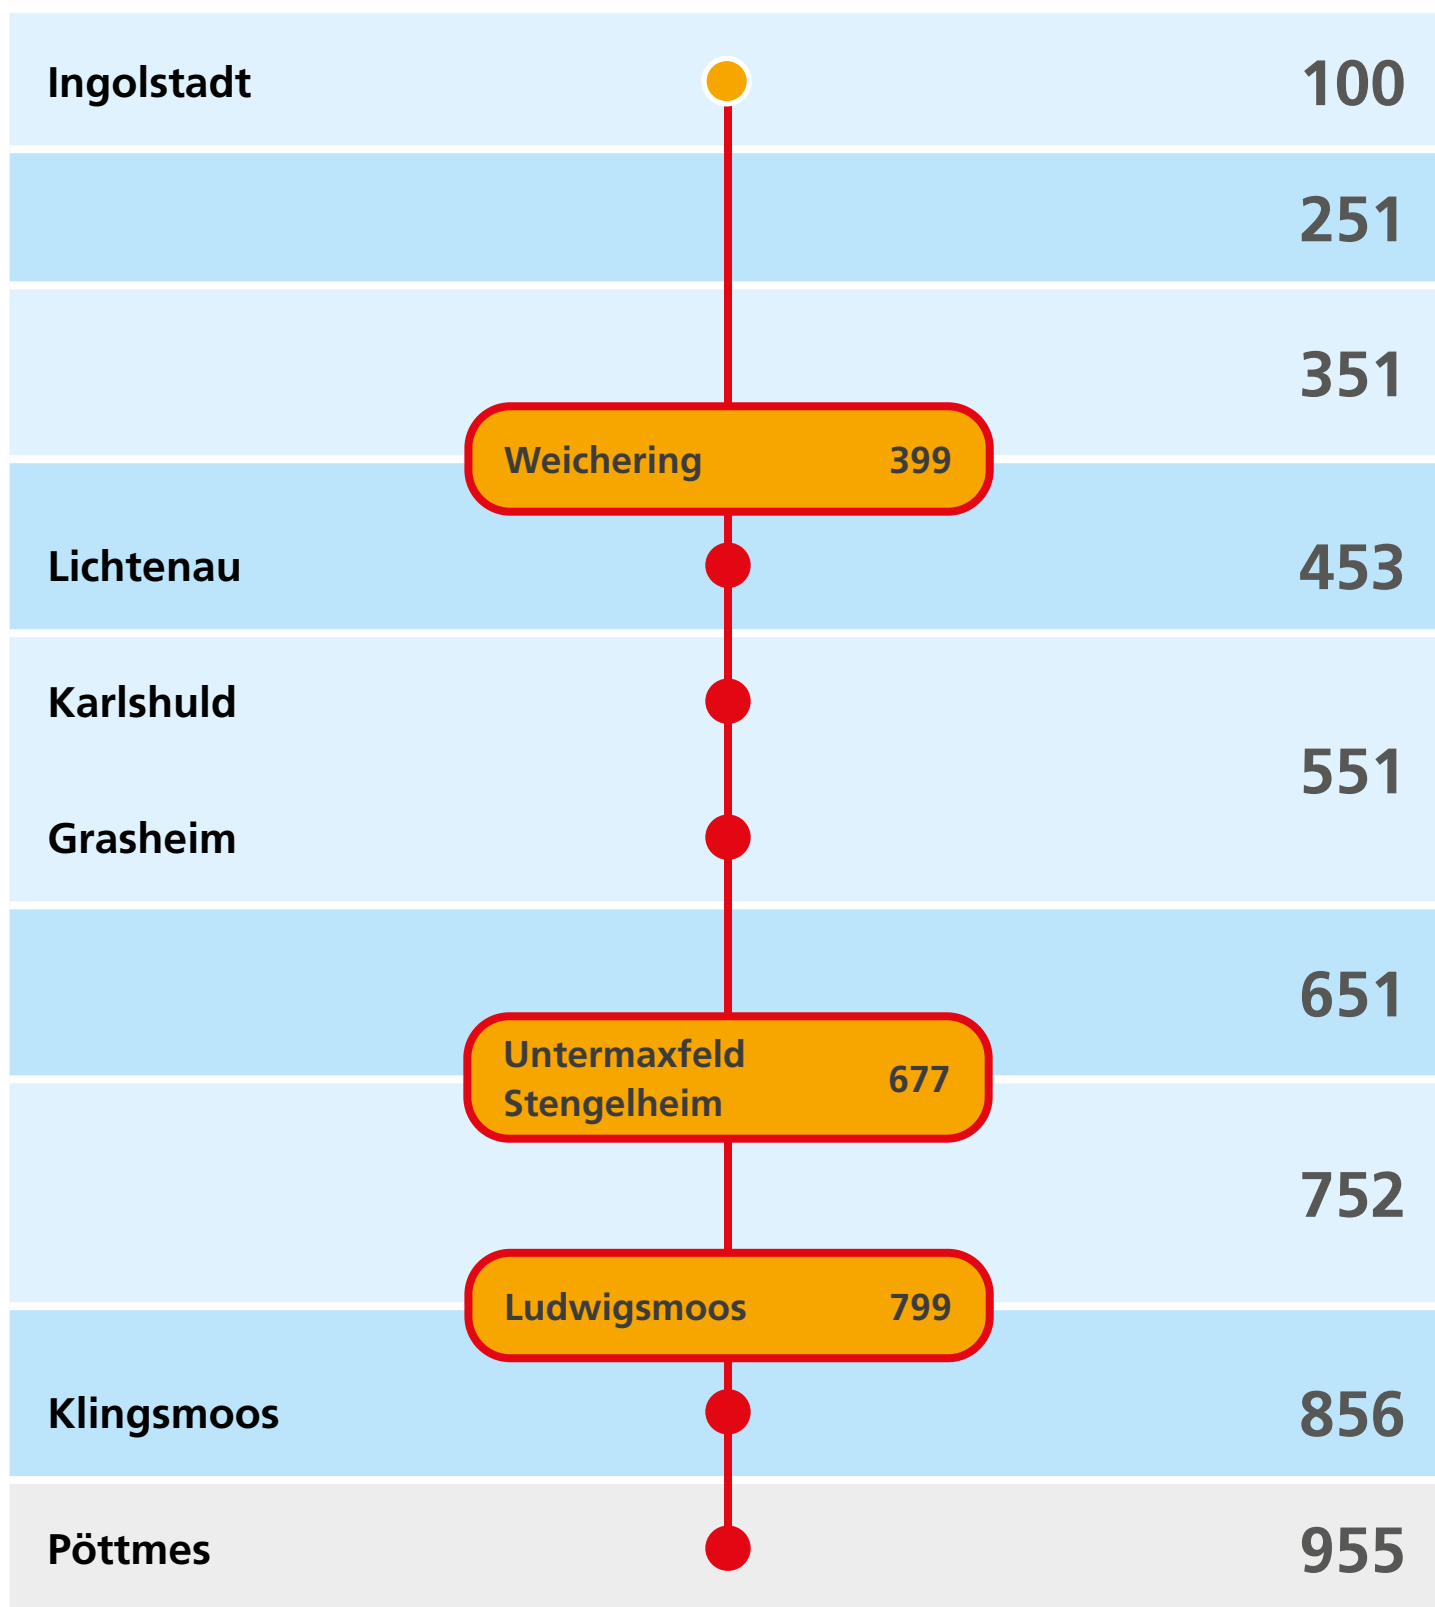 Ingolstadt 100
251
351
Weichering 399
Lichtenau 453
Karlshuld
551
Grasheim
651
Untermaxfeld
Stengelheim 677
752
Ludwigsmoos 799
Klingsmoos 856
Pöttmes 955